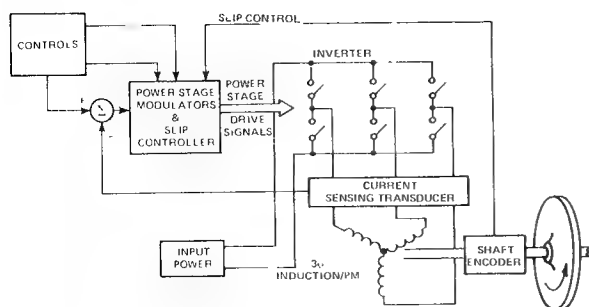 SLIP CONTROL
CONTROLS
INVERTER
POWER STAGE
MODULATORS
&
SLIP
CONTROLLER
POWER
STAGE
DRIVE
SIGNALS
CURRENT
SENSING TRANSDUCER
INPUT
POWER
INDUCTION/PM
SHAFT
ENCODER